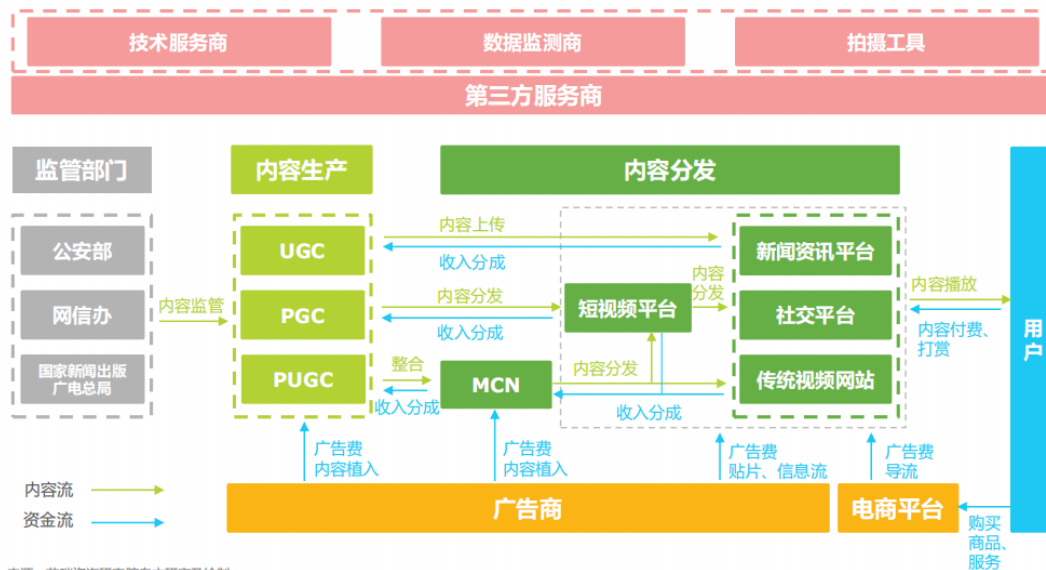 技术服务商
数据监测商
拍摄工具
第三方服务商
监管部门
内容生产
内容分发
公安部
网信办
国家新闻出版
广电总局
内容监管
UGC
PGC
PUGC
内容上传
收入分成
内容分发
收入分成
整合
收入分成
MCN
短视频平台
内容
分发
内容分发
收入分成
新闻资讯平台
社交平台
传统视频网站
内容播放
内容付费、
打赏
用户
广告费
内容植入
广告费
内容植入
广告费
贴片、信息流
广告费
导流
内容流
资金流
广告商
电商平台
购买
商品、
服务